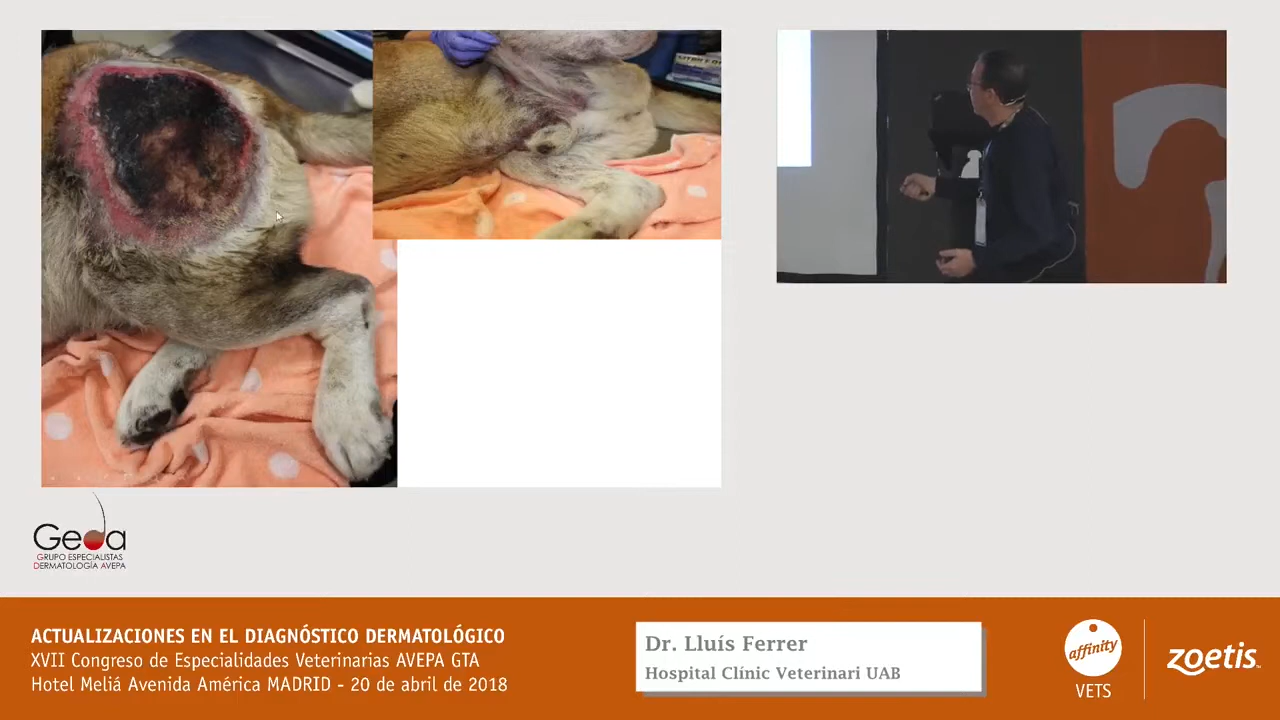 Geda
GRUPO ESPECIALISTAS
DERMATOLOGÍA AVEPA
ACTUALIZACIONES EN EL DIAGNÓSTICO DERMATOLÓGICO
XVII Congreso de Especialidades Veterinarias AVEPA GTA
Hotel Meliá Avenida América MADRID - 20 de abril de 2018
Dr. Lluís Ferrer
Hospital Clínic Veterinari UAB
affinity
VETS
zoetis